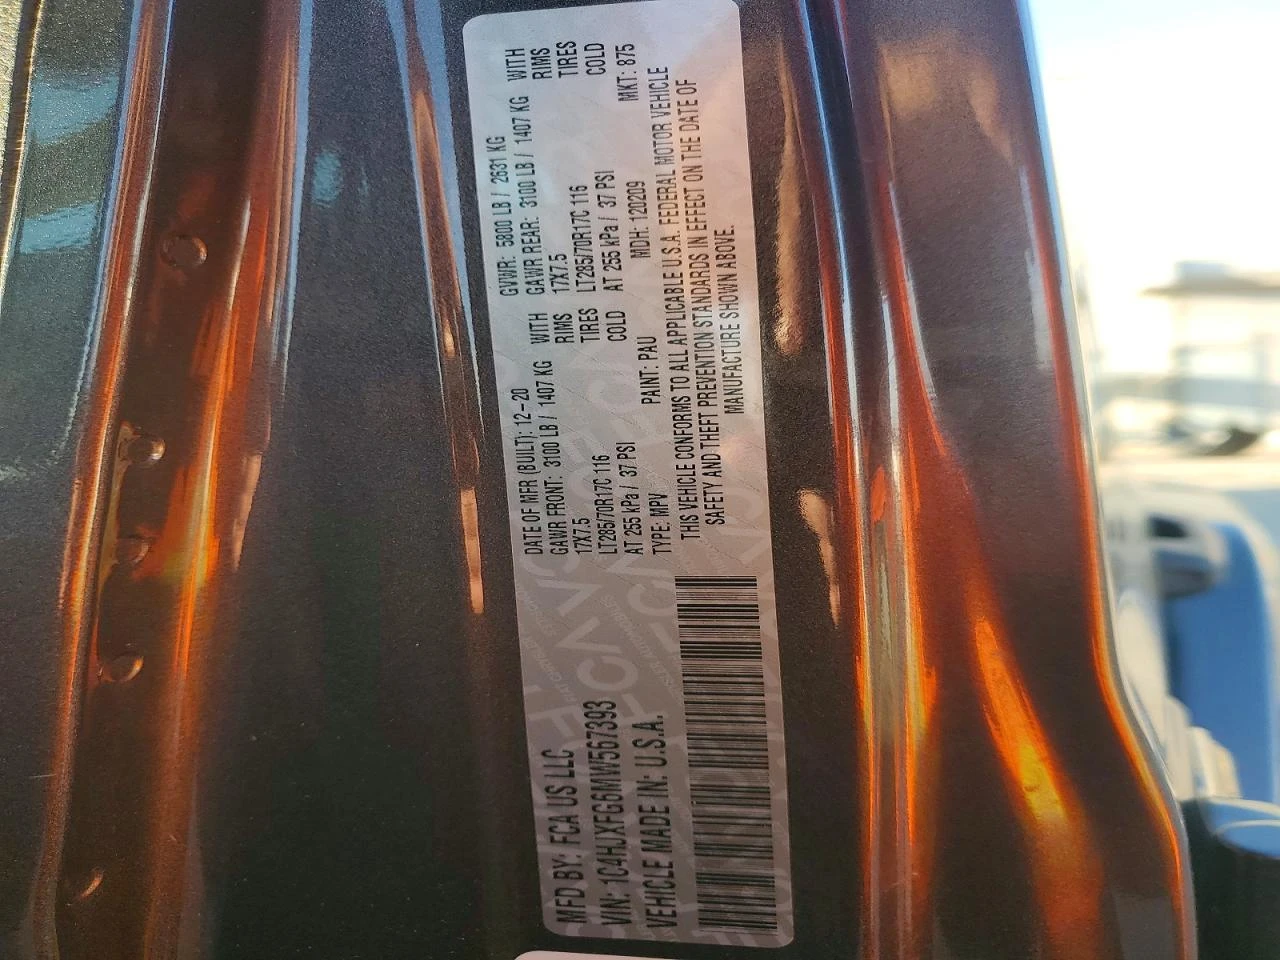 MFD BY: FCA US LLC
VIN: 1C4HJXFG6MW567393
VEHICLE MADE IN: U.S.A.
DATE OF MFR (BUILT): 12-20 GVWR: 5800 LB / 2631 KG
GAWR FRONT: 3100 LB / 1407 KG WITH GAWR REAR: 3100 LB / 1407 KG WITH
17X7.5 RIMS 17X7.5 RIMS
LT285/70R17C 116 TIRES LT285/70R17C 116 TIRES
AT 255 kPa / 37 PSI COLD AT 255 kPa / 37 PSI COLD
TYPE: MPV PAINT: PAU MDH: 120209 MKT: 875
THIS VEHICLE CONFORMS TO ALL APPLICABLE U.S.A. FEDERAL MOTOR VEHICLE
SAFETY AND THEFT PREVENTION STANDARDS IN EFFECT ON THE DATE OF
MANUFACTURE SHOWN ABOVE.